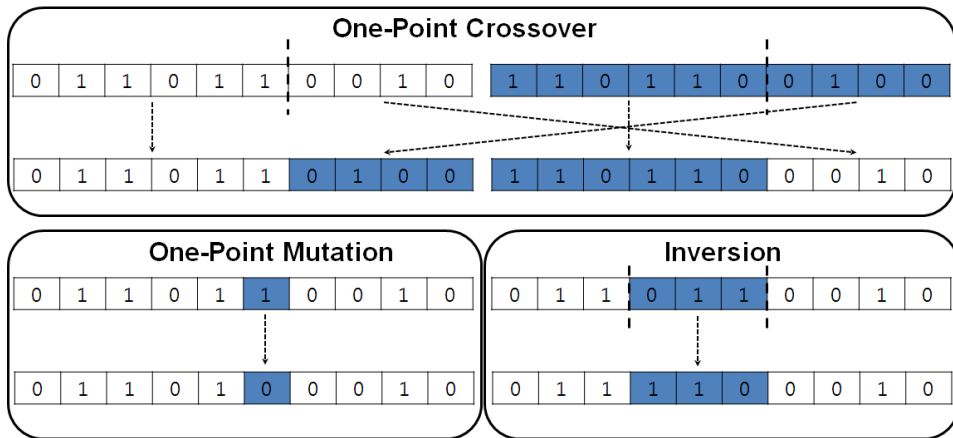 One-Point Crossover
0 1 1 0 1 1 0 0 1 0 1 1 0 1 1 0 0 1 0 0
0 1 1 0 1 1 0 1 0 0 1 1 0 1 1 0 0 0 1 0
One-Point Mutation
0 1 1 0 1 1 0 0 1 0
0 1 1 0 1 0 0 0 1 0
Inversion
0 1 1 0 1 1 0 0 1 0
0 1 1 1 1 0 0 0 1 0